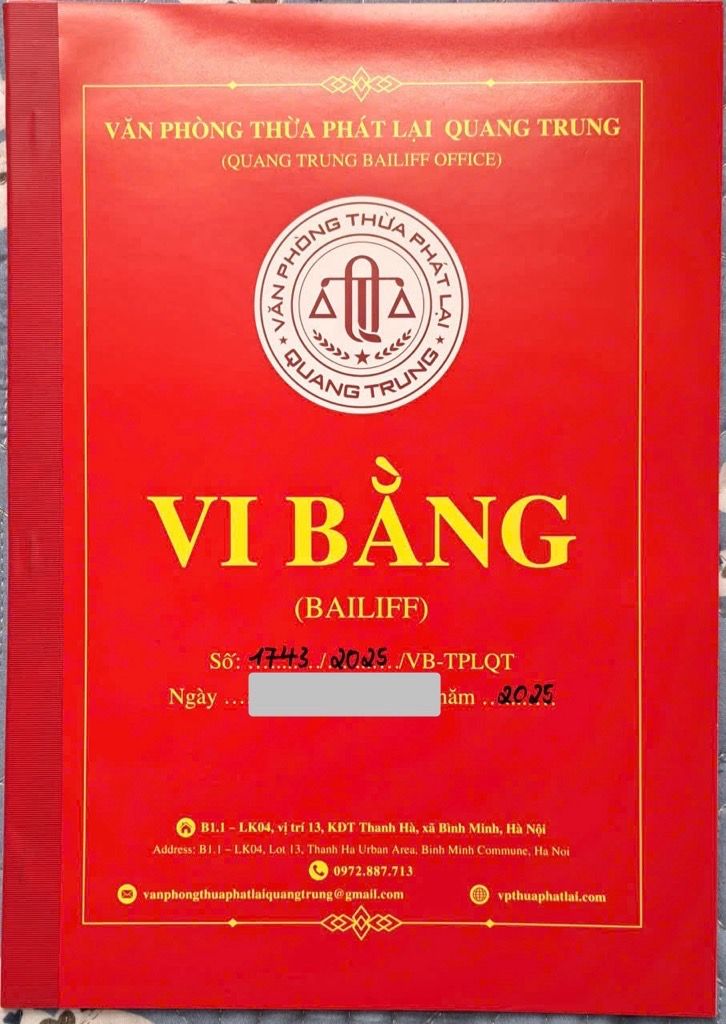 VĂN PHÒNG THỪA PHÁT LẠI QUANG TRUNG
(QUANG TRUNG BAILIFF OFFICE)
VĂN PHÒNG THỪA PHÁT LẠI
QUANG TRUNG
VI BẰNG
(BAILIFF)
Số: 1743/2025/VB-TPLQT
Ngày năm 2025
B1.1 – LK04, vị trí 13, KĐT Thanh Hà, xã Bình Minh, Hà Nội
Address: B1.1 – LK04, Lot 13, Thanh Ha Urban Area, Binh Minh Commune, Ha Noi
0972.887.713
vanphongthuaphatlaiquangtrung@gmail.com vpthuaphatlai.com